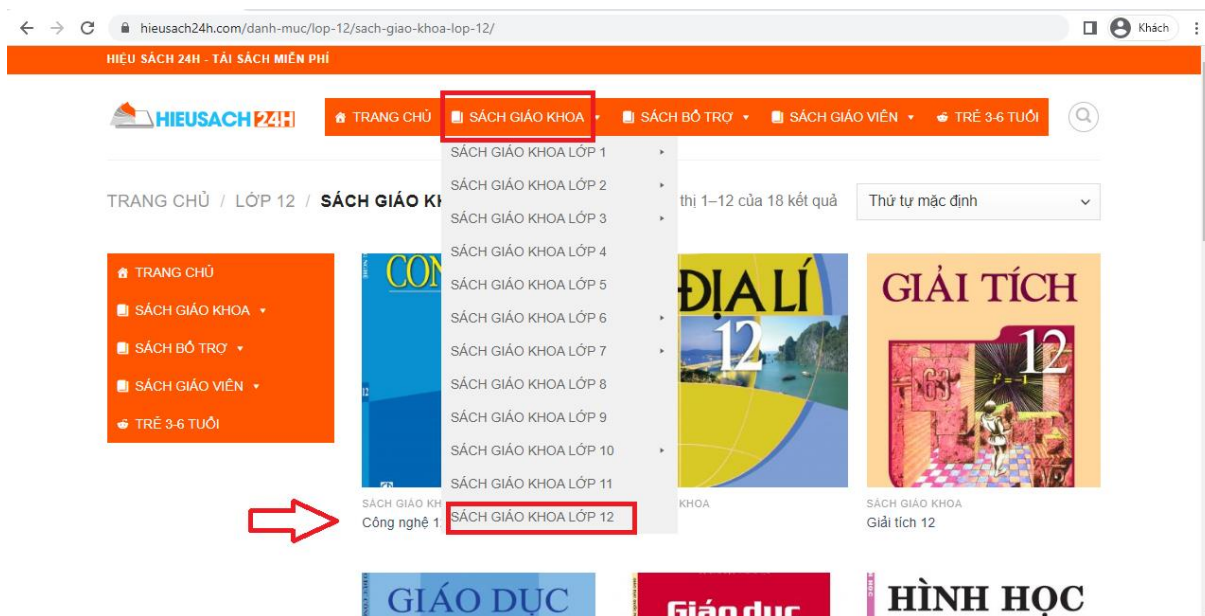 hieusach24h.com/danh-muc/lop-12/sach-giao-khoa-lop-12/
Khách
HIỆU SÁCH 24H - TẢI SÁCH MIỄN PHÍ
HIEUSACH 24H
TRANG CHỦ
SÁCH GIÁO KHOA
SÁCH BỔ TRỢ
SÁCH GIÁO VIÊN
TRẺ 3-6 TUỔI
SÁCH GIÁO KHOA LỚP 1
SÁCH GIÁO KHOA LỚP 2
SÁCH GIÁO KHOA LỚP 3
SÁCH GIÁO KHOA LỚP 4
SÁCH GIÁO KHOA LỚP 5
SÁCH GIÁO KHOA LỚP 6
SÁCH GIÁO KHOA LỚP 7
SÁCH GIÁO KHOA LỚP 8
SÁCH GIÁO KHOA LỚP 9
SÁCH GIÁO KHOA LỚP 10
SÁCH GIÁO KHOA LỚP 11
SÁCH GIÁO KHOA LỚP 12
TRANG CHỦ / LỚP 12 / SÁCH GIÁO KH
thị 1–12 của 18 kết quả
Thứ tự mặc định
TRANG CHỦ
SÁCH GIÁO KHOA
SÁCH BỔ TRỢ
SÁCH GIÁO VIÊN
TRẺ 3-6 TUỔI
CON
12
SÁCH GIÁO KH
Công nghệ 1
ĐỊA LÍ
12
KHOA
GIẢI TÍCH
12
i² = -1
SÁCH GIÁO KHOA
Giải tích 12
GIÁO DỤC
Giáo dục
HÌNH HỌC